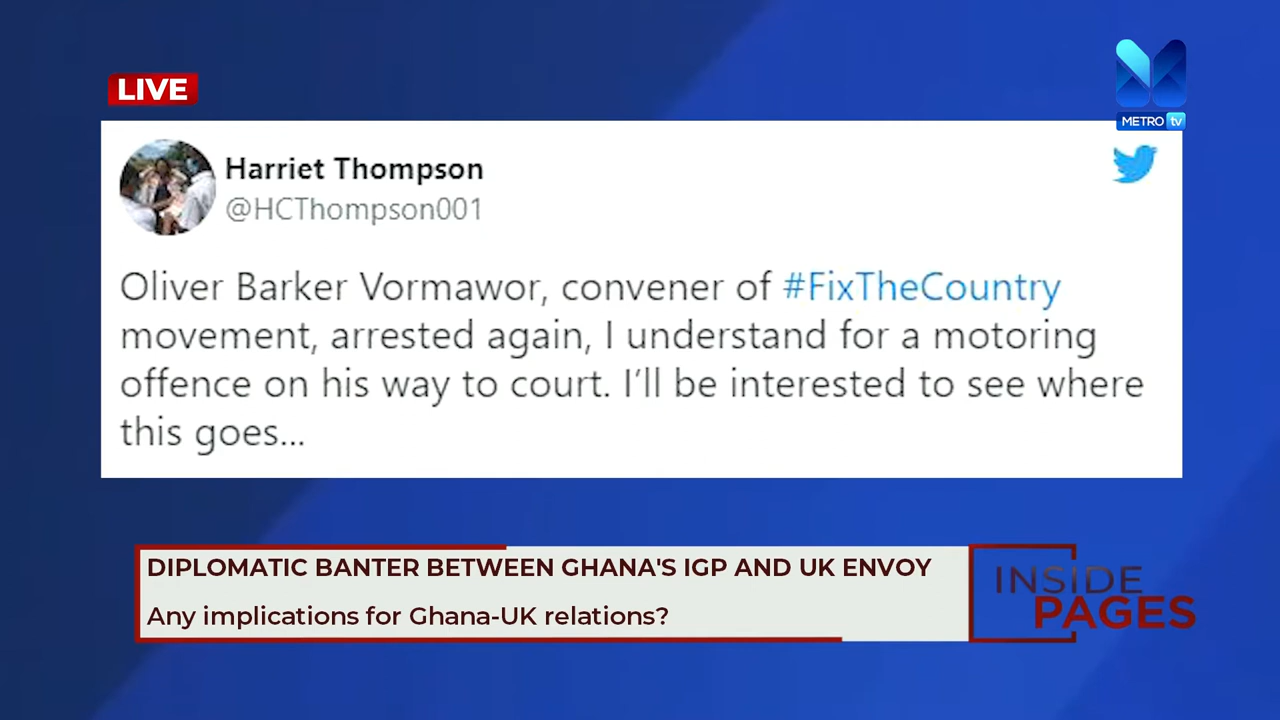 LIVE
METRO tv
Harriet Thompson
@HCThompson001
Oliver Barker Vormawor, convener of #FixTheCountry
movement, arrested again, I understand for a motoring
offence on his way to court. I'll be interested to see where
this goes...
DIPLOMATIC BANTER BETWEEN GHANA'S IGP AND UK ENVOY
Any implications for Ghana-UK relations?
INSIDE
PAGES